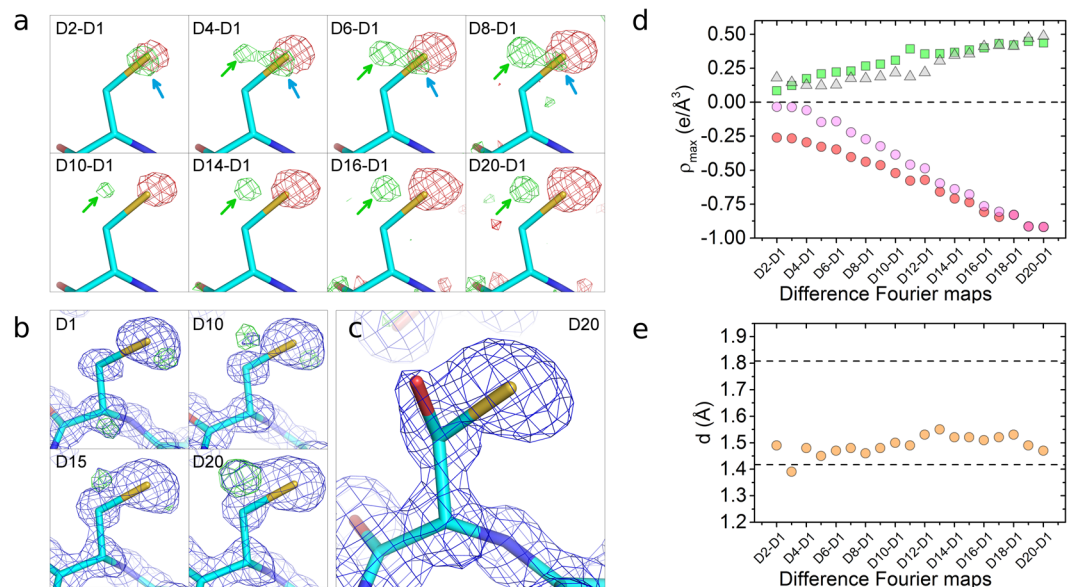 a
D2-D1
D4-D1
D6-D1
D8-D1
D10-D1
D14-D1
D16-D1
D20-D1
b
D1
D10
D15
D20
c
D20
d
0.50
0.25
0.00
-0.25
-0.50
-0.75
-1.00
ρmax (e/Å³)
D2-D1
D4-D1
D6-D1
D8-D1
D10-D1
D12-D1
D14-D1
D16-D1
D18-D1
D20-D1
Difference Fourier maps
e
1.9
1.8
1.7
1.6
1.5
1.4
1.3
1.2
d (Å)
D2-D1
D4-D1
D6-D1
D8-D1
D10-D1
D12-D1
D14-D1
D16-D1
D18-D1
D20-D1
Difference Fourier maps